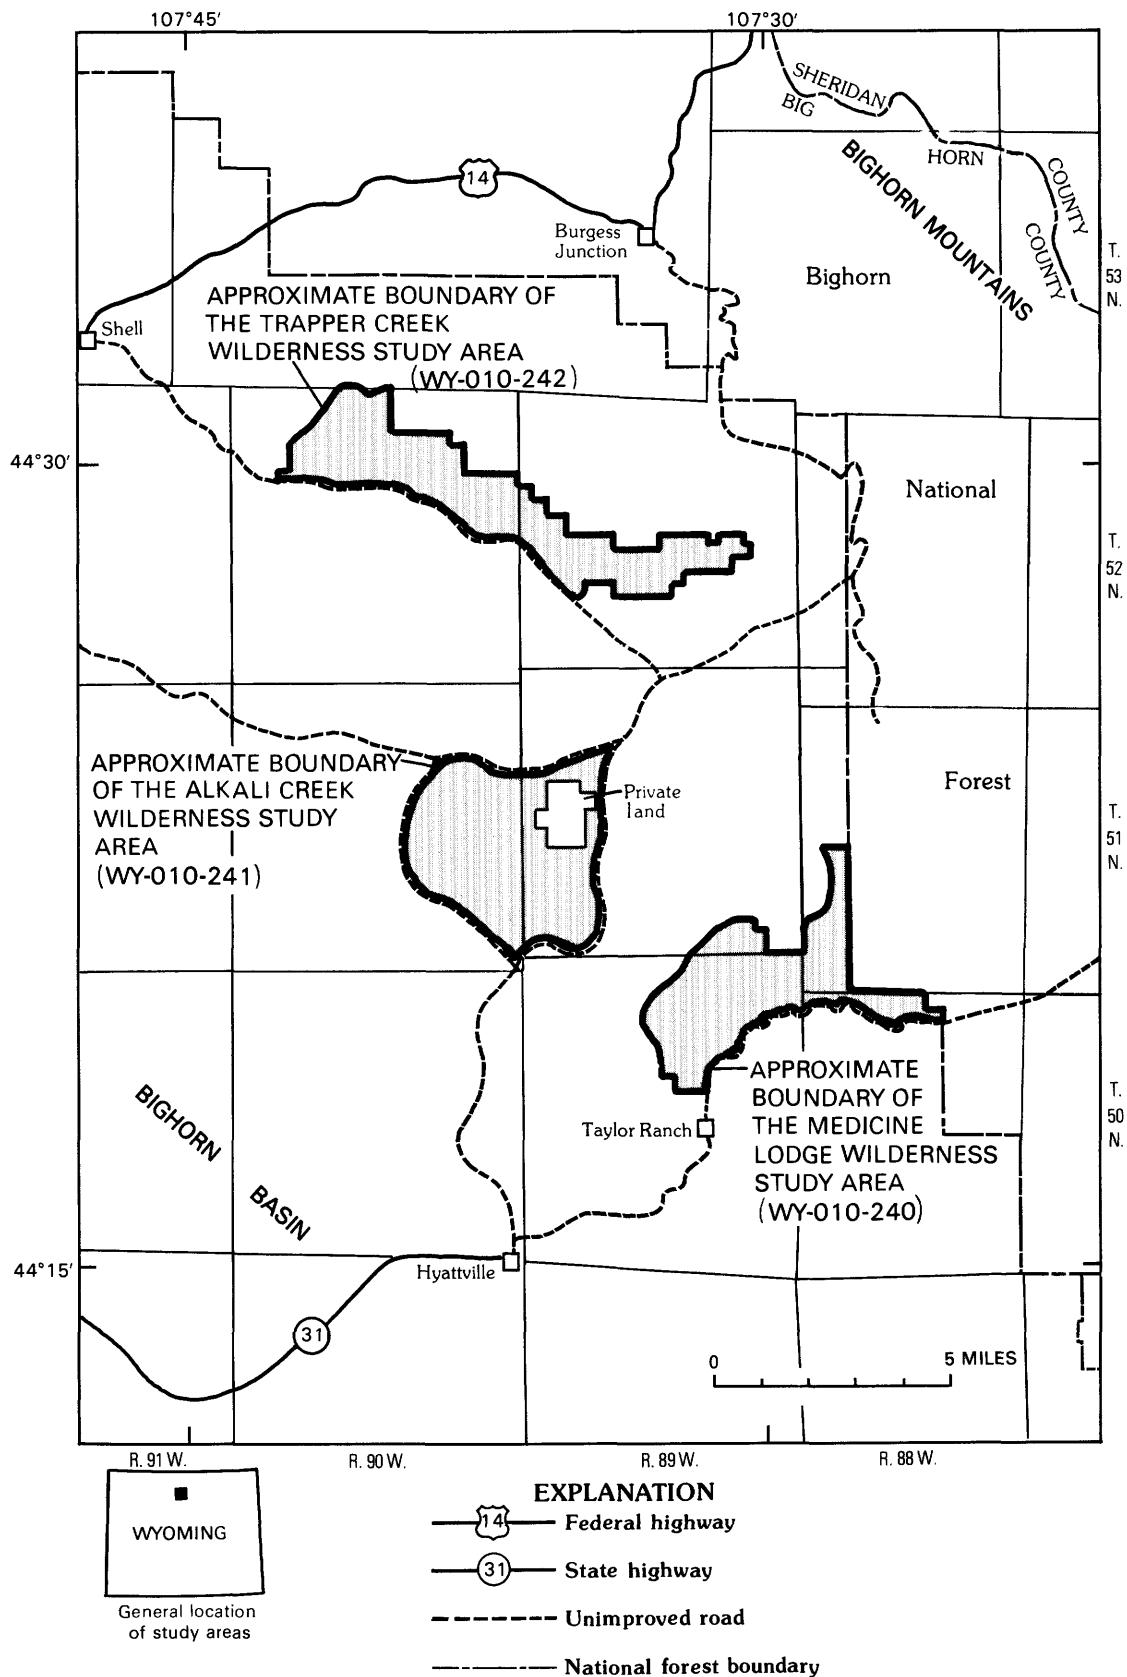 107°45′
107°30′
SHERIDAN
BIG
HORN
COUNTY
COUNTY
BIGHORN MOUNTAINS
14
Burgess
Junction
Bighorn
T.
53
N.
APPROXIMATE BOUNDARY OF
THE TRAPPER CREEK
WILDERNESS STUDY AREA
(WY-010-242)
Shell
44°30′
National
T.
52
N.
APPROXIMATE BOUNDARY
OF THE ALKALI CREEK
WILDERNESS STUDY
AREA
(WY-010-241)
Private
land
Forest
T.
51
N.
APPROXIMATE
BOUNDARY OF
THE MEDICINE
LODGE WILDERNESS
STUDY AREA
(WY-010-240)
Taylor Ranch
T.
50
N.
BIGHORN
BASIN
44°15′
Hyattville
31
0
5 MILES
R. 91 W.
R. 90 W.
R. 89 W.
R. 88 W.
WYOMING
General location
of study areas
EXPLANATION
14
Federal highway
31
State highway
Unimproved road
National forest boundary